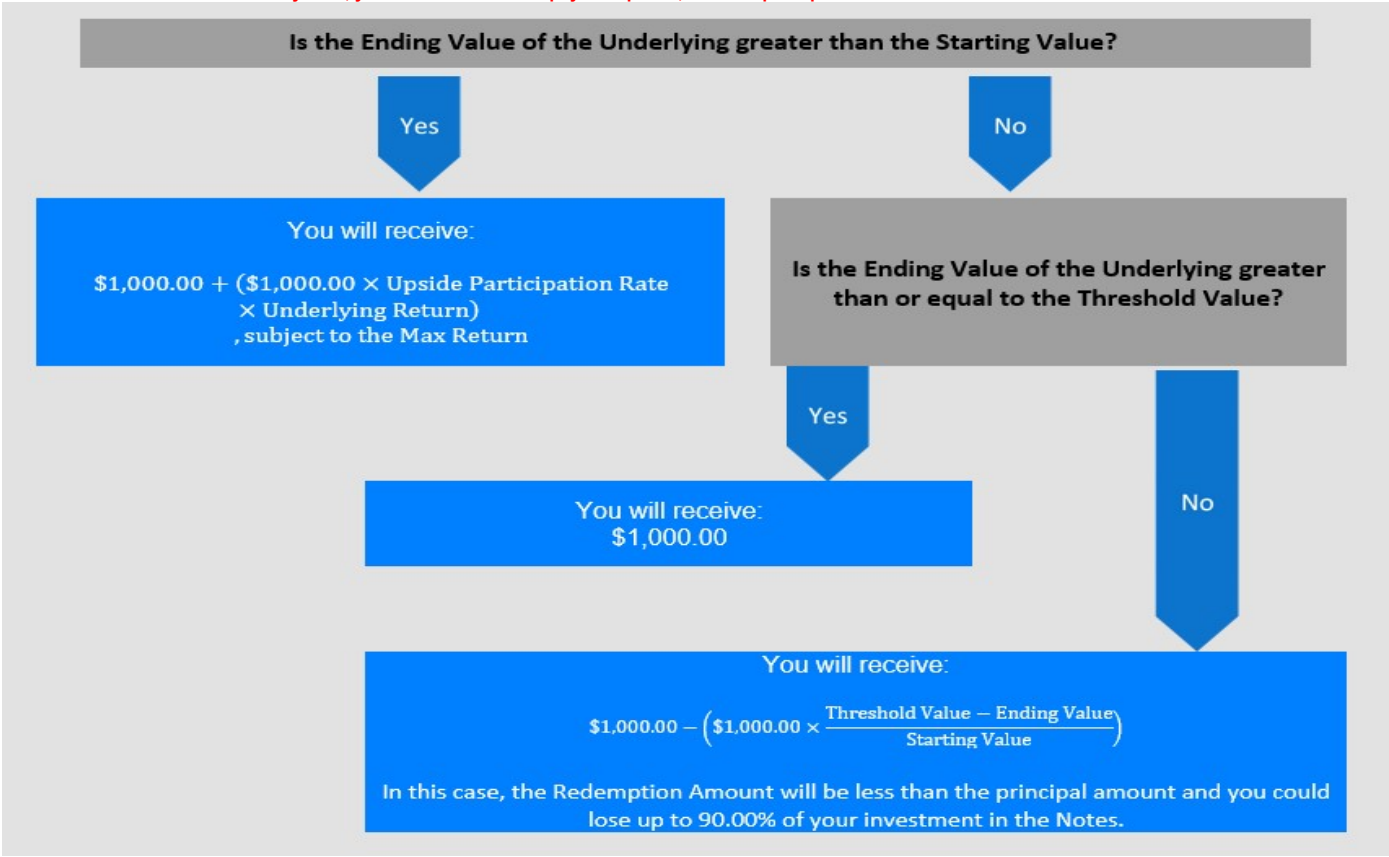 Is the Ending Value of the Underlying greater than the Starting Value?
Yes
No
You will receive:
$1,000.00 + ($1,000.00 × Upside Participation Rate
× Underlying Return)
, subject to the Max Return
Is the Ending Value of the Underlying greater
than or equal to the Threshold Value?
Yes
No
You will receive:
$1,000.00
You will receive:
$1,000.00 − ($1,000.00 × Threshold Value − Ending Value
Starting Value)
In this case, the Redemption Amount will be less than the principal amount and you could
lose up to 90.00% of your investment in the Notes.